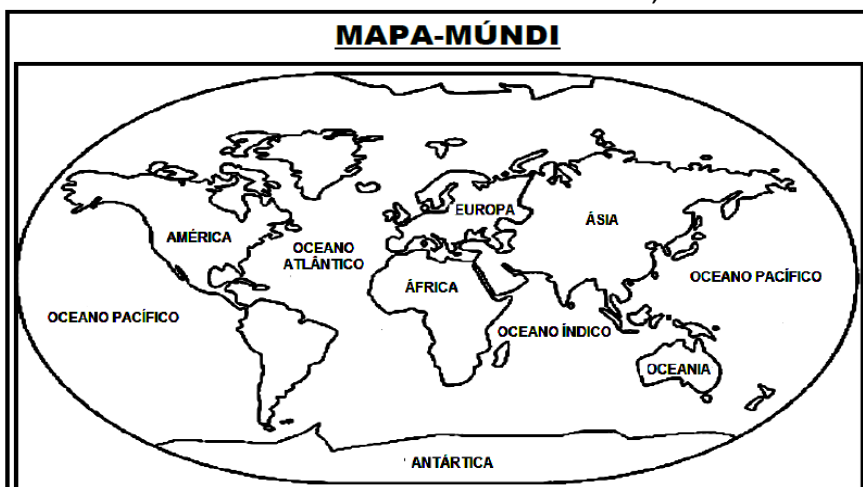 MAPA-MÚNDI
EUROPA
ÁSIA
AMÉRICA
OCEANO
ATLÂNTICO
OCEANO PACÍFICO
ÁFRICA
OCEANO PACÍFICO
OCEANO ÍNDICO
OCEANIA
ANTÁRTICA